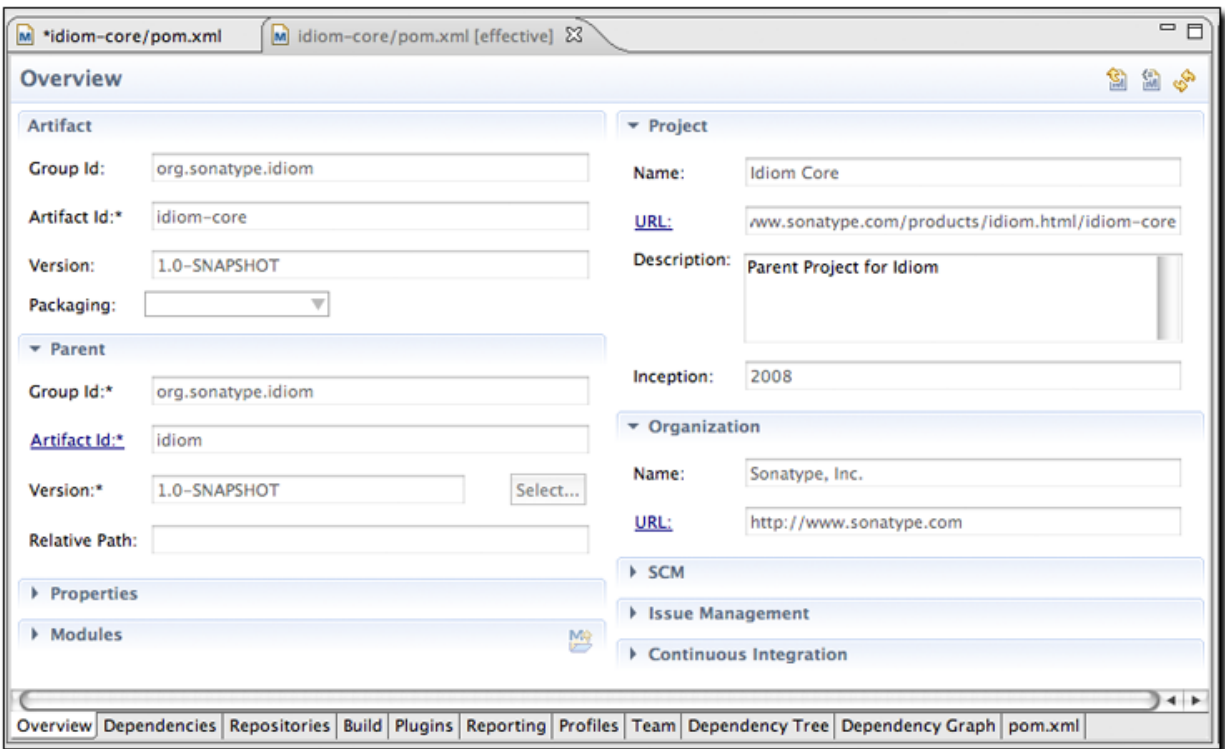 *idiom-core/pom.xml
idiom-core/pom.xml [effective]
Overview
Artifact
Group Id: org.sonatype.idiom
Artifact Id:* idiom-core
Version: 1.0-SNAPSHOT
Packaging:
Parent
Group Id:* org.sonatype.idiom
Artifact Id:* idiom
Version:* 1.0-SNAPSHOT Select...
Relative Path:
Properties
Modules
Project
Name: Idiom Core
URL: www.sonatype.com/products/idiom.html/idiom-core
Description: Parent Project for Idiom
Inception: 2008
Organization
Name: Sonatype, Inc.
URL: http://www.sonatype.com
SCM
Issue Management
Continuous Integration
Overview Dependencies Repositories Build Plugins Reporting Profiles Team Dependency Tree Dependency Graph pom.xml